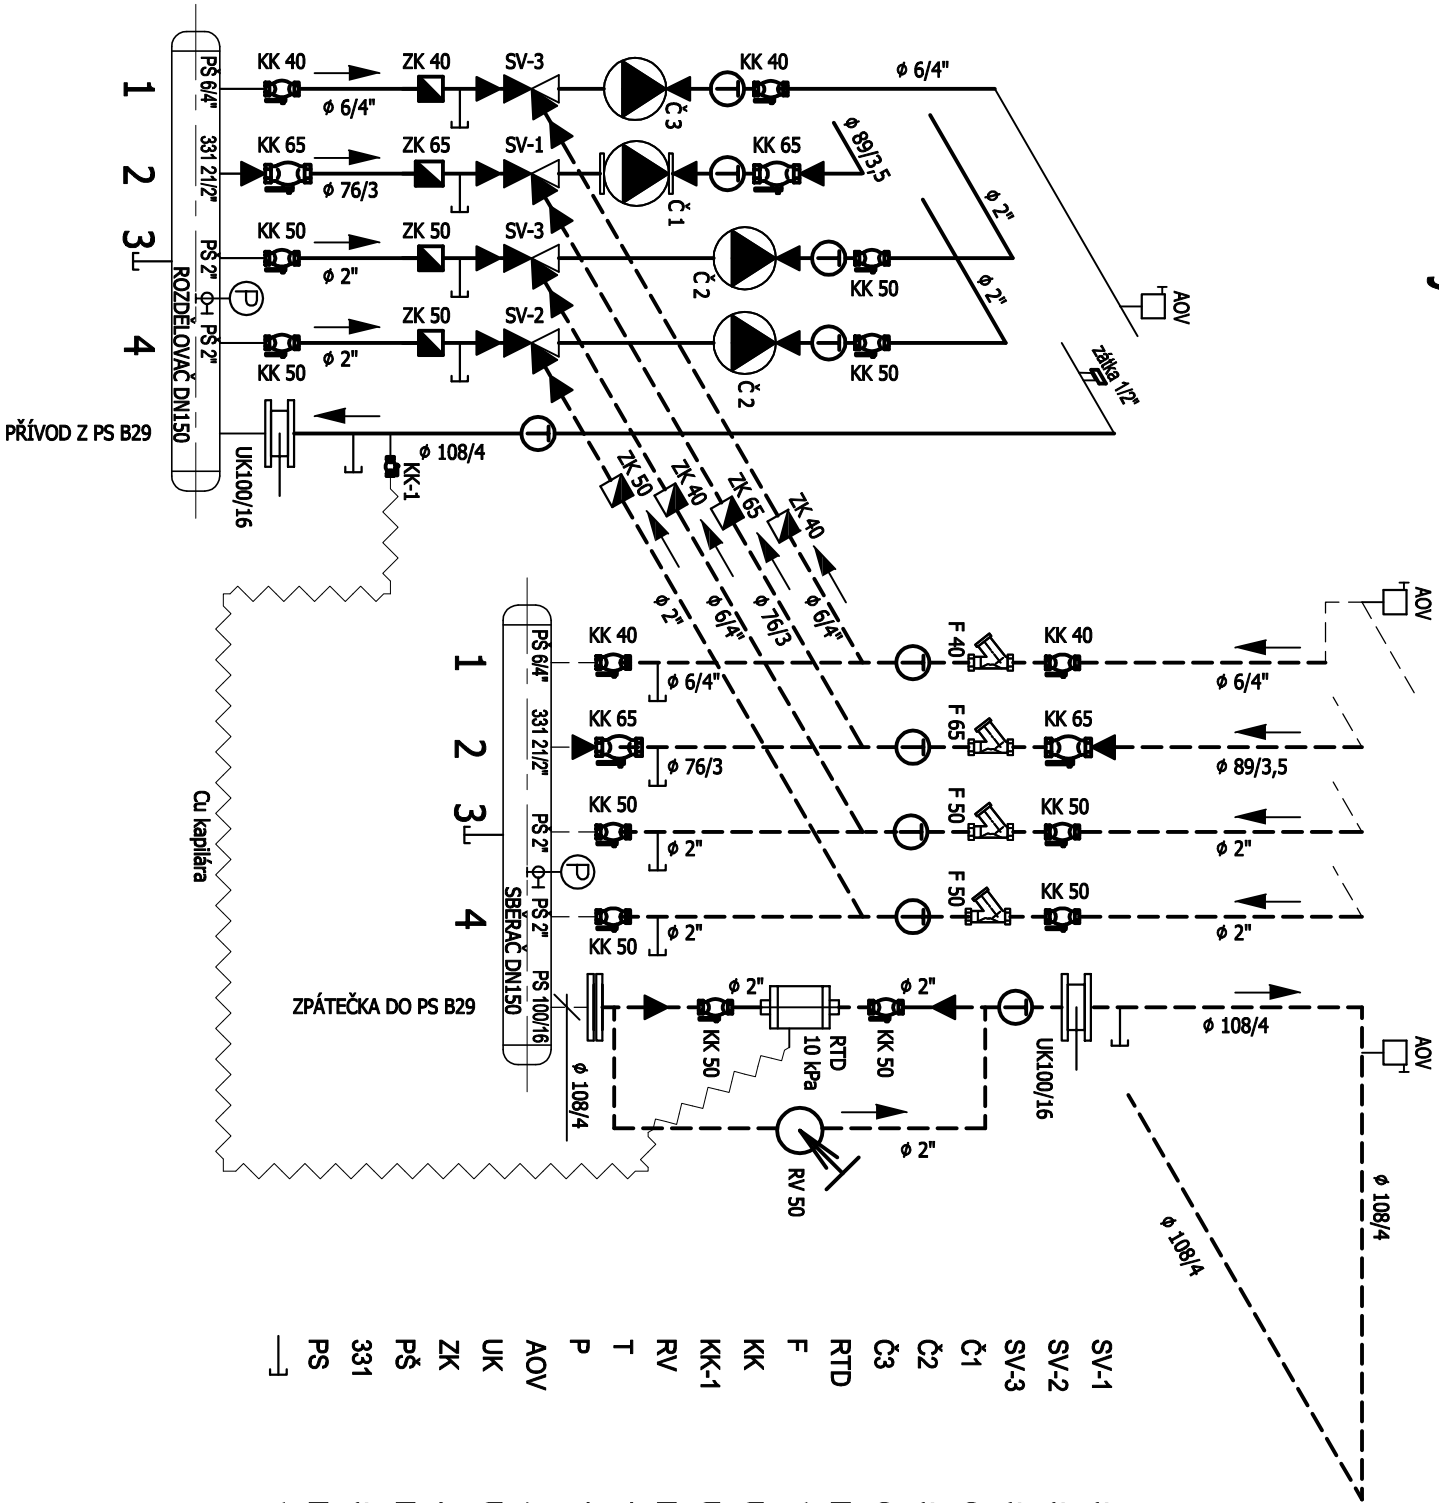 KK 40
ZK 40
SV-3
KK 40
ϕ 6/4"
1
PŠ 6/4"
ϕ 6/4"
Č 3
KK 65
ZK 65
SV-1
KK 65
ϕ 89/3,5
2
331 21/2"
ϕ 76/3
Č 1
ϕ 2"
KK 50
ZK 50
SV-3
3
PŠ 2"
ϕ 2"
Č 2
KK 50
ϕ 2"
AOV
P
ROZDĚLOVAČ DN150
ZK 50
SV-2
4
PŠ 2"
ϕ 2"
KK 50
KK 50
Č 2
zátka 1/2"
PŘÍVOD Z PS B29
UK100/16
ϕ 108/4
KK-1
ZK 50
ZK 40
ZK 65
ZK 40
ϕ 2"
ϕ 6/4"
ϕ 76/3
ϕ 6/4"
AOV
1
PŠ 6/4"
KK 40
ϕ 6/4"
F 40
KK 40
ϕ 6/4"
2
331 21/2"
KK 65
ϕ 76/3
F 65
KK 65
ϕ 89/3,5
Cu kapilára
3
PŠ 2"
KK 50
ϕ 2"
F 50
KK 50
ϕ 2"
P
SBĚRAČ DN150
4
PŠ 2"
KK 50
ϕ 2"
F 50
KK 50
ϕ 2"
ZPÁTEČKA DO PS B29
PS 100/16
ϕ 2"
ϕ 2"
KK 50
RTD
10 kPa
KK 50
UK100/16
ϕ 108/4
AOV
ϕ 108/4
ϕ 2"
RV 50
ϕ 108/4
ϕ 108/4
SV-1
SV-2
SV-3
Č1
Č2
Č3
RTD
F
KK
KK-1
RV
T
P
AOV
UK
ZK
PŠ
331
PS